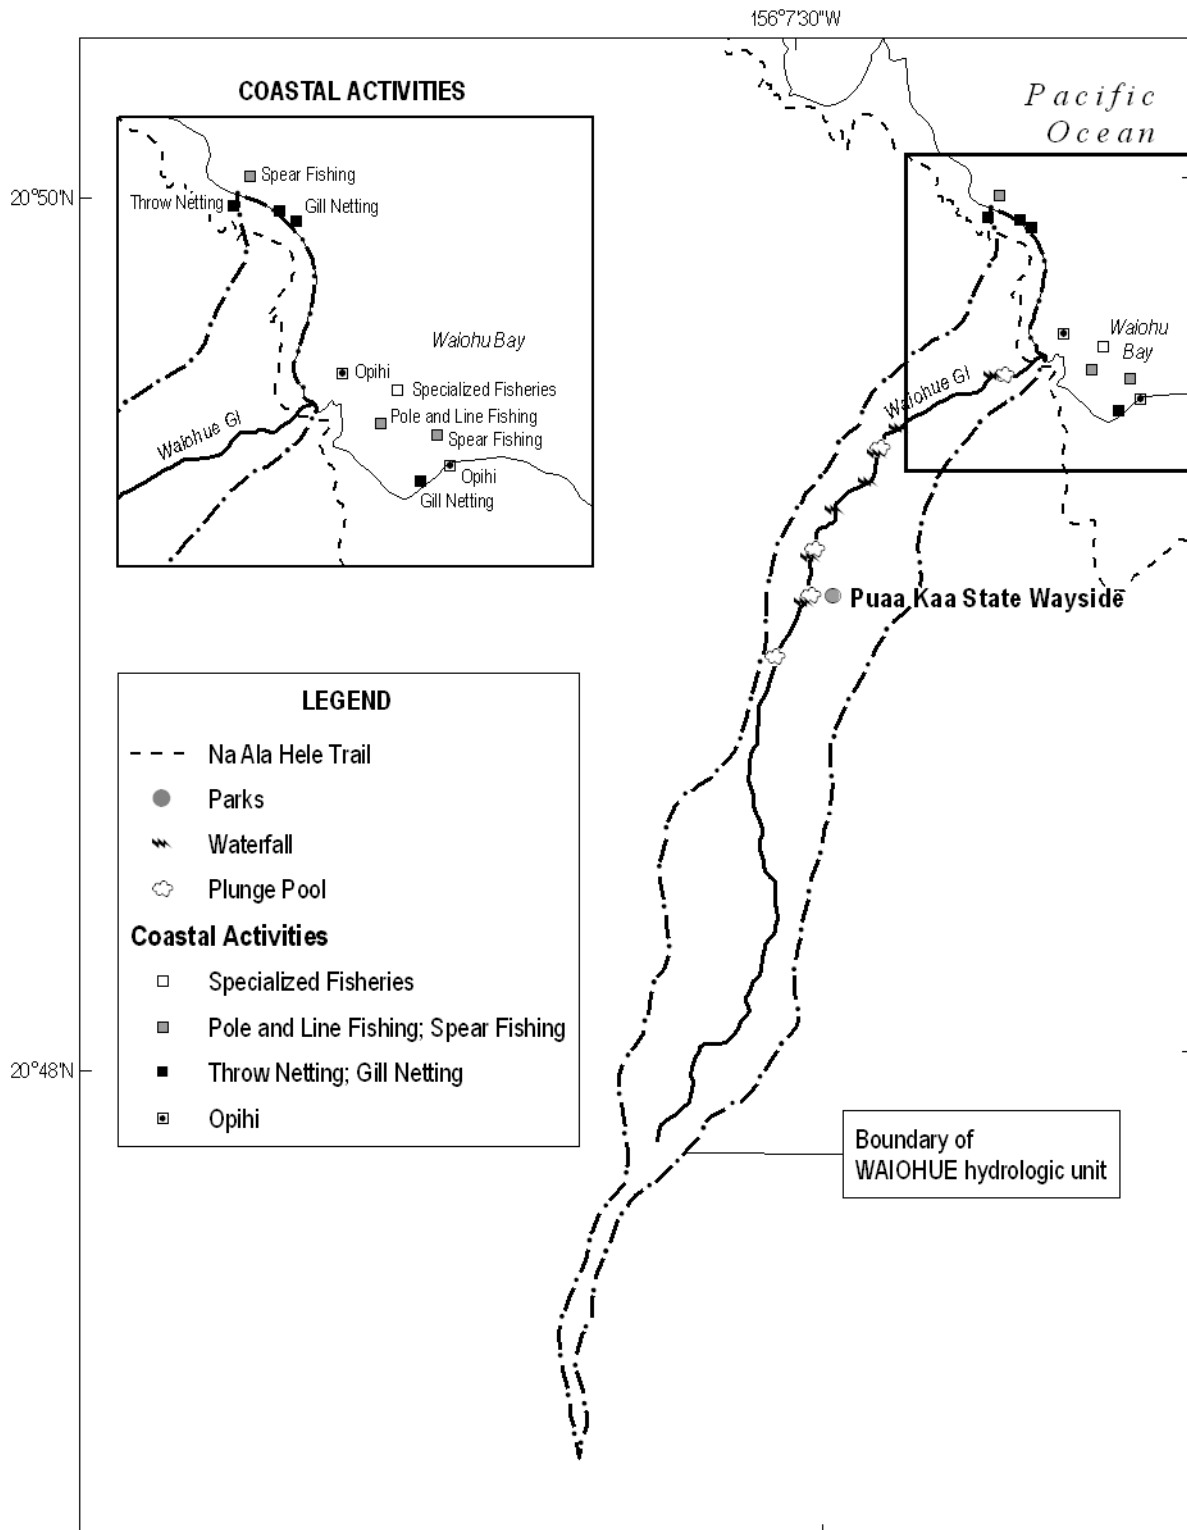 156°7'30"W
COASTAL ACTIVITIES
Pacific
Ocean
20°50'N
Spear Fishing
Throw Netting
Gill Netting
Waiohu Bay
Opihi
Specialized Fisheries
Pole and Line Fishing
Spear Fishing
Waiohue Gl
Opihi
Gill Netting
Waiohu
Bay
Waiohue Gl
Puaa Kaa State Wayside
LEGEND
Na Ala Hele Trail
Parks
Waterfall
Plunge Pool
Coastal Activities
Specialized Fisheries
Pole and Line Fishing; Spear Fishing
Throw Netting; Gill Netting
Opihi
20°48'N
Boundary of
WAIOHUE hydrologic unit